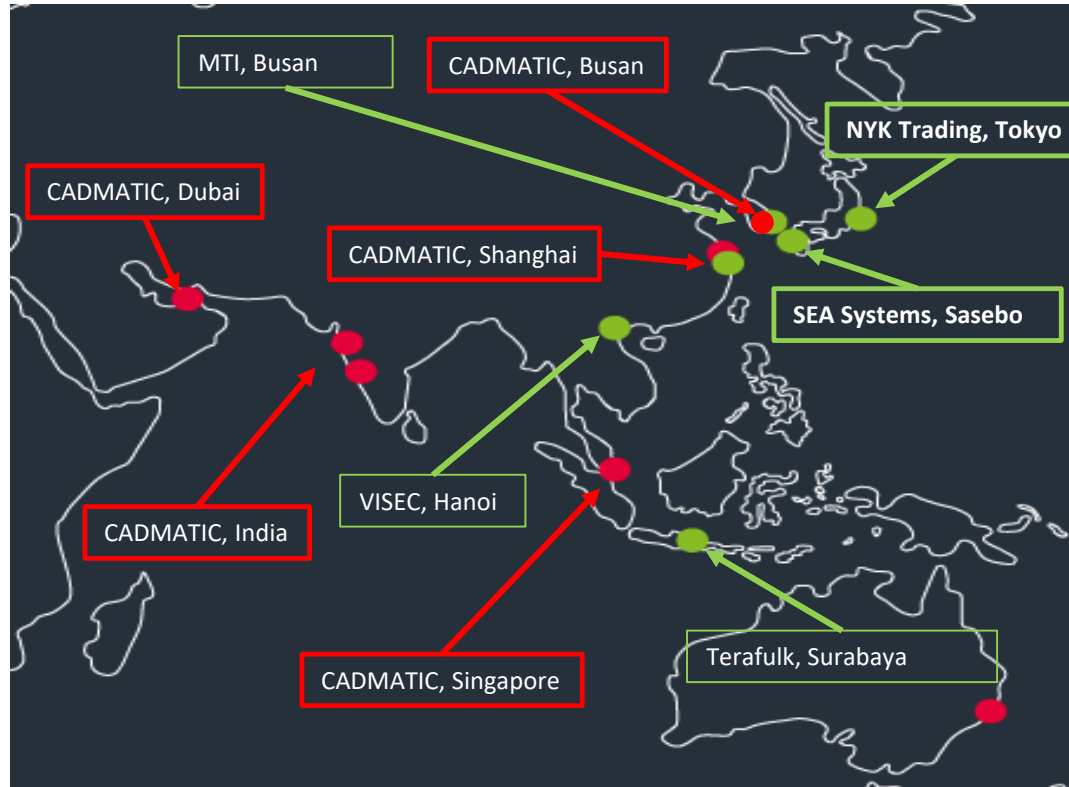 MTI, Busan
CADMATIC, Busan
NYK Trading, Tokyo
CADMATIC, Dubai
CADMATIC, Shanghai
SEA Systems, Sasebo
VISEC, Hanoi
CADMATIC, India
Terafulk, Surabaya
CADMATIC, Singapore